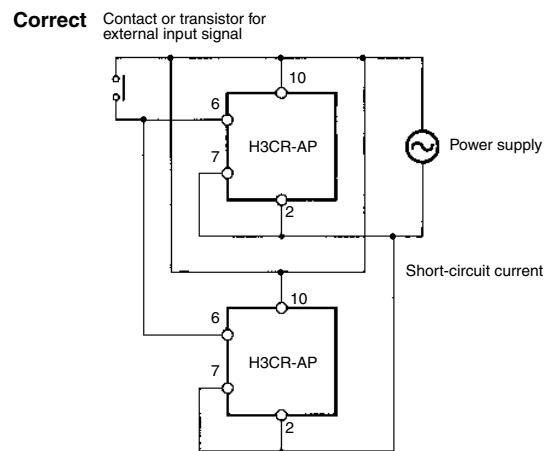 Correct
Contact or transistor for
external input signal
10
6
7
H3CR-AP
2
Power supply
Short-circuit current
10
6
7
H3CR-AP
2